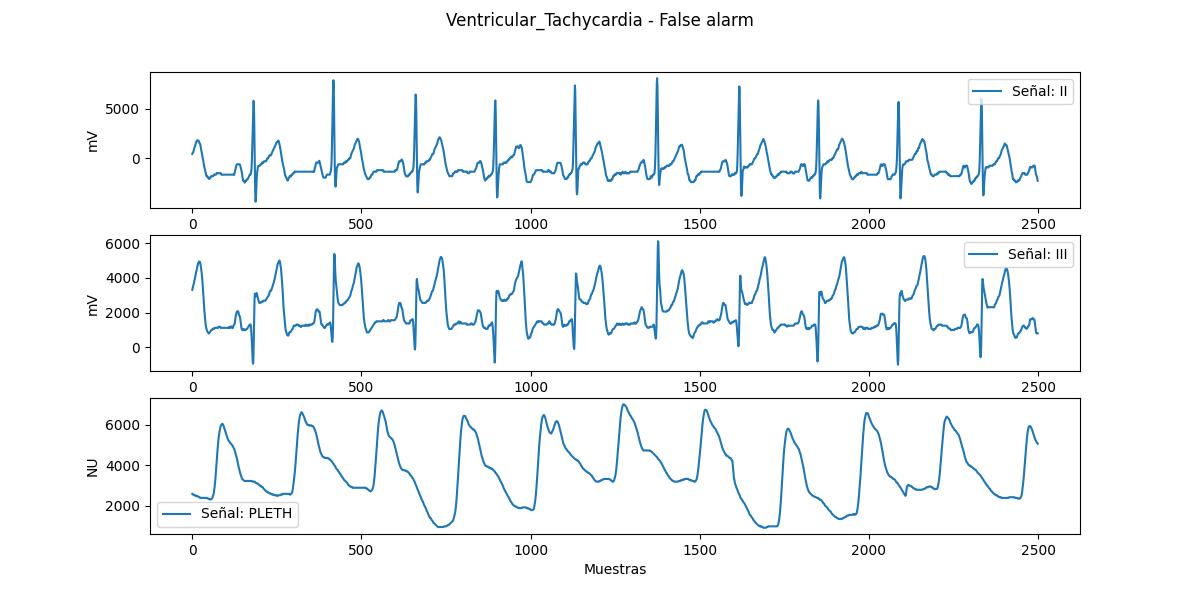 Ventricular_Tachycardia - False alarm
5000
0
mV
Señal: II
0 500 1000 1500 2000 2500
6000
4000
2000
0
mV
Señal: III
0 500 1000 1500 2000 2500
6000
4000
2000
NU
Señal: PLETH
0 500 1000 1500 2000 2500
Muestras